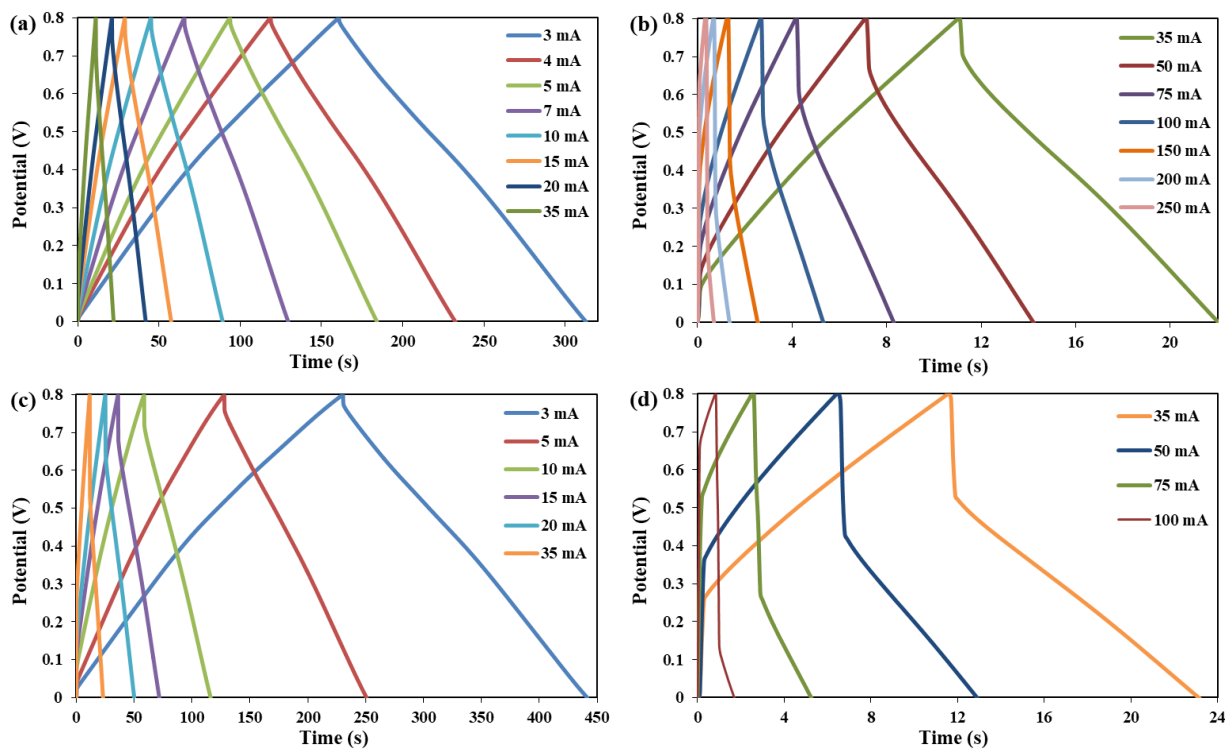 (a)
Potential (V)
0.8
0.7
0.6
0.5
0.4
0.3
0.2
0.1
0
0 50 100 150 200 250 300
Time (s)
3 mA
4 mA
5 mA
7 mA
10 mA
15 mA
20 mA
35 mA
(b)
Potential (V)
0.8
0.7
0.6
0.5
0.4
0.3
0.2
0.1
0
0 4 8 12 16 20
Time (s)
35 mA
50 mA
75 mA
100 mA
150 mA
200 mA
250 mA
(c)
Potential (V)
0.8
0.7
0.6
0.5
0.4
0.3
0.2
0.1
0
0 50 100 150 200 250 300 350 400 450
Time (s)
3 mA
5 mA
10 mA
15 mA
20 mA
35 mA
(d)
Potential (V)
0.8
0.7
0.6
0.5
0.4
0.3
0.2
0.1
0
0 4 8 12 16 20 24
Time (s)
35 mA
50 mA
75 mA
100 mA